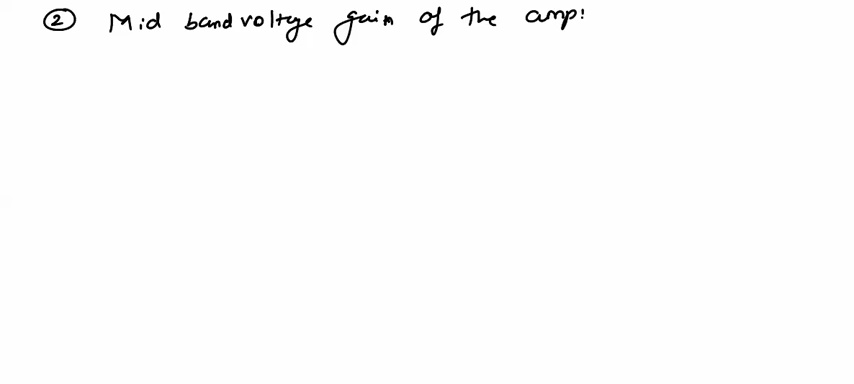 ② Mid band voltage gain of the amp: